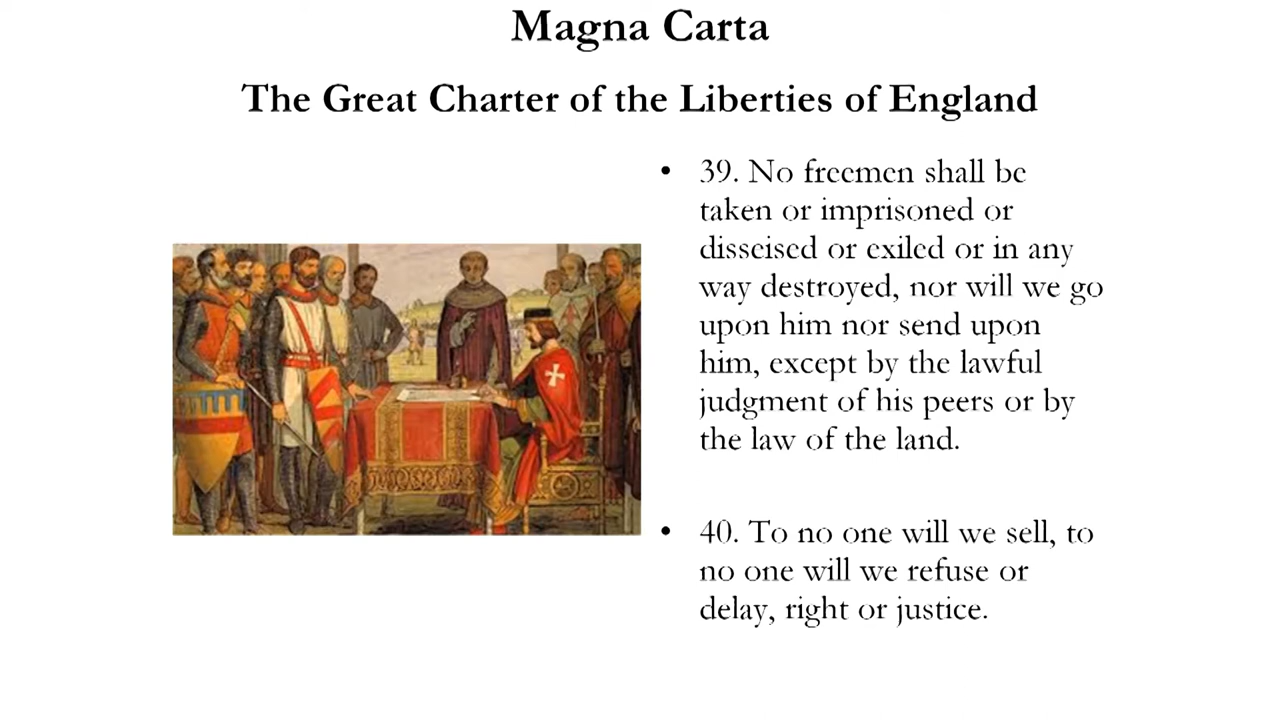 Magna Carta
The Great Charter of the Liberties of England
• 39. No freemen shall be
taken or imprisoned or
disseised or exiled or in any
way destroyed, nor will we go
upon him nor send upon
him, except by the lawful
judgment of his peers or by
the law of the land.
• 40. To no one will we sell, to
no one will we refuse or
delay, right or justice.